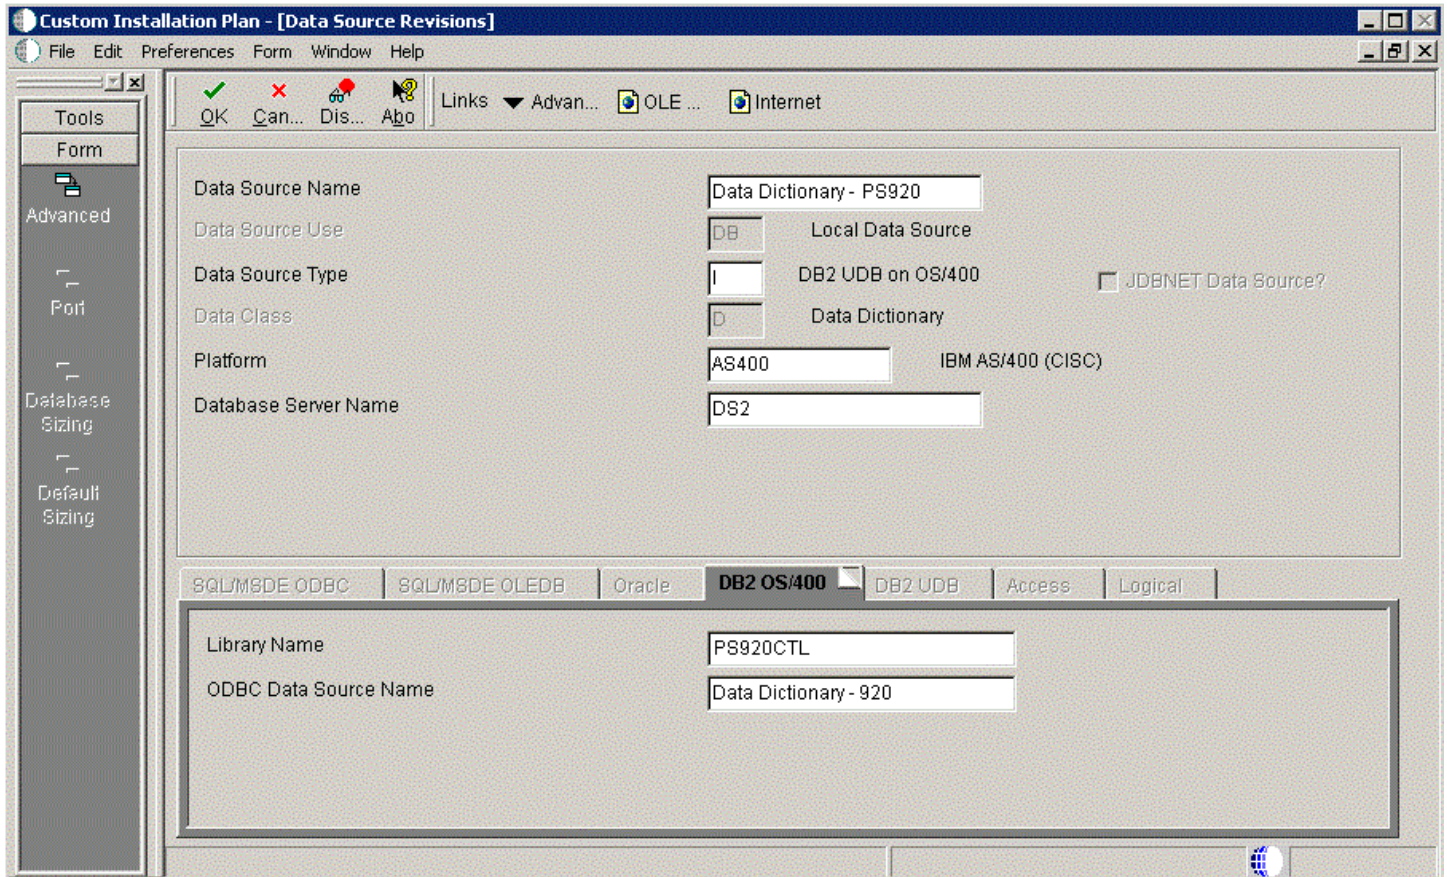 Custom Installation Plan - [Data Source Revisions]
File Edit Preferences Form Window Help
Tools
Form
Advanced
Port
Database
Sizing
Default
Sizing
OK Can... Dis... Abo Links Advan... OLE ... Internet
Data Source Name Data Dictionary - PS920
Data Source Use DB Local Data Source
Data Source Type I DB2 UDB on OS/400 JDBNET Data Source?
Data Class D Data Dictionary
Platform AS400 IBM AS/400 (CISC)
Database Server Name DS2
SQL/MSDE ODBC SQL/MSDE OLEDB Oracle DB2 OS/400 DB2 UDB Access Logical
Library Name PS920CTL
ODBC Data Source Name Data Dictionary - 920